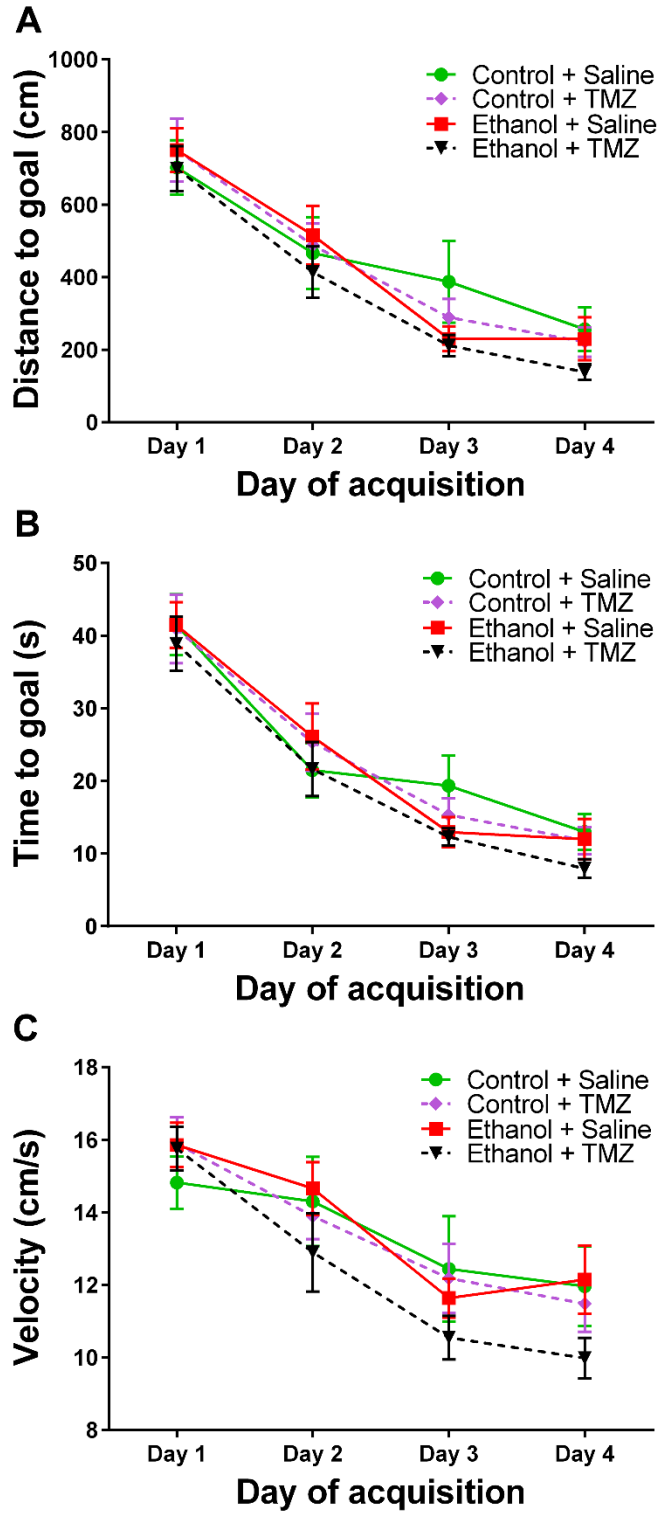 A
Distance to goal (cm)
1000
800
600
400
200
0
Control + Saline
Control + TMZ
Ethanol + Saline
Ethanol + TMZ
Day 1 Day 2 Day 3 Day 4
Day of acquisition
B
Time to goal (s)
50
40
30
20
10
0
Control + Saline
Control + TMZ
Ethanol + Saline
Ethanol + TMZ
Day 1 Day 2 Day 3 Day 4
Day of acquisition
C
Velocity (cm/s)
18
16
14
12
10
8
Control + Saline
Control + TMZ
Ethanol + Saline
Ethanol + TMZ
Day 1 Day 2 Day 3 Day 4
Day of acquisition